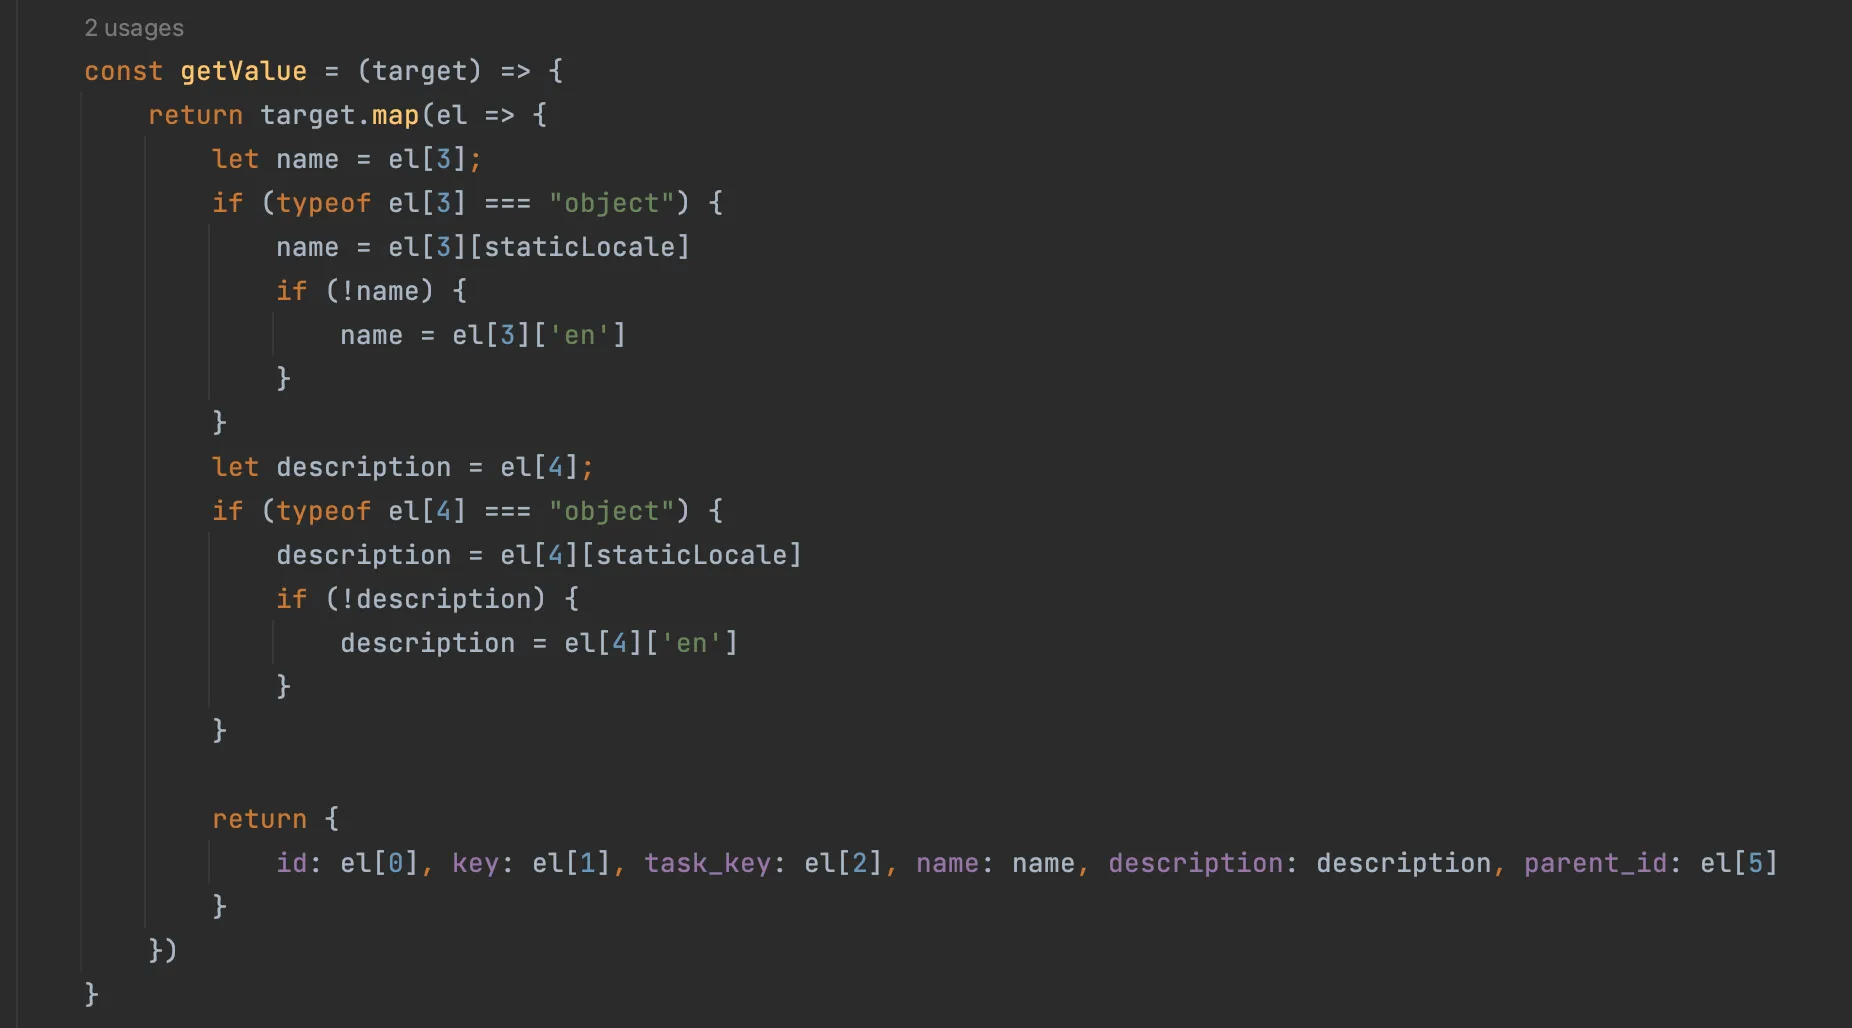 2 usages
const getValue = (target) => {
    return target.map(el => {
        let name = el[3];
        if (typeof el[3] === "object") {
            name = el[3][staticLocale]
            if (!name) {
                name = el[3]['en']
            }
        }
        let description = el[4];
        if (typeof el[4] === "object") {
            description = el[4][staticLocale]
            if (!description) {
                description = el[4]['en']
            }
        }

        return {
            id: el[0], key: el[1], task_key: el[2], name: name, description: description, parent_id: el[5]
        }
    })
}